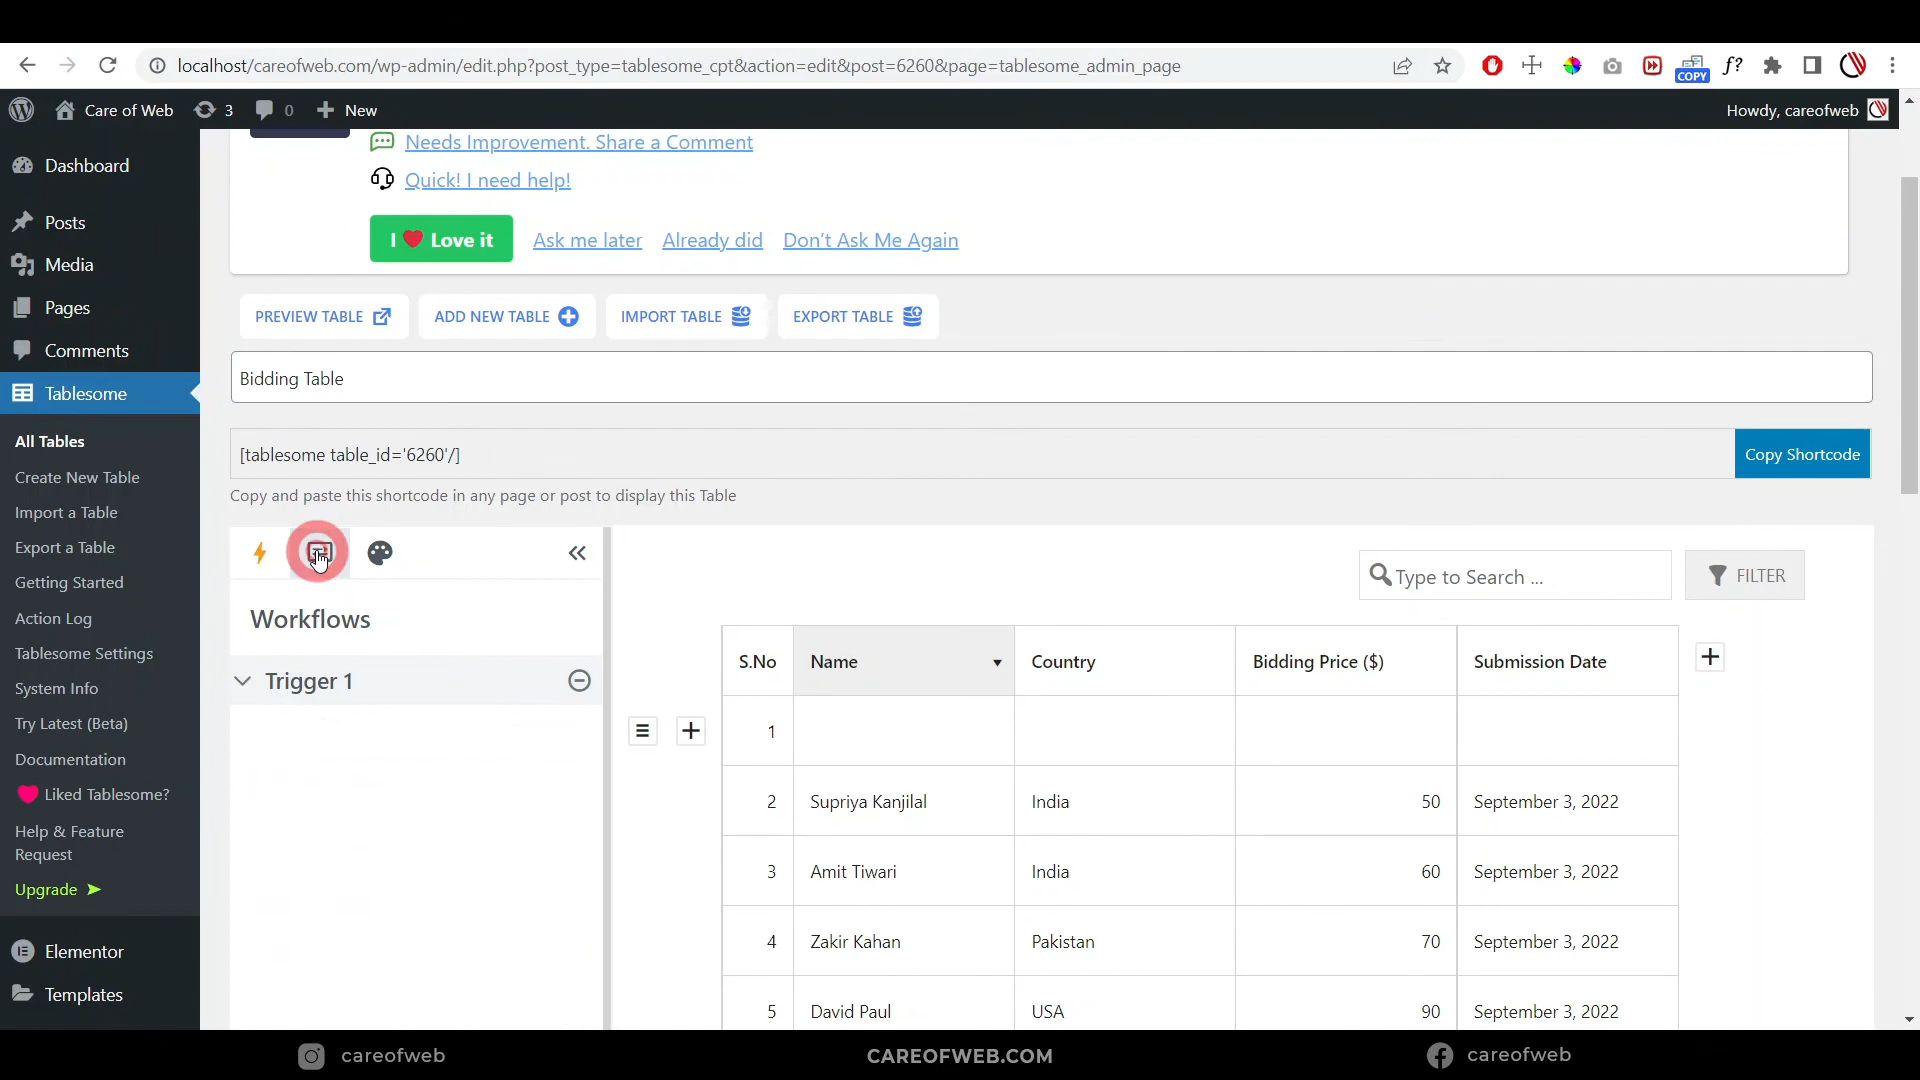 localhost/careofweb.com/wp-admin/edit.php?post_type=tablesome_cpt&action=edit&post=6260&page=tablesome_admin_page
COPY
f?
Care of Web
3
0
New
Howdy, careofweb
Dashboard
Posts
Media
Pages
Comments
Tablesome
All Tables
Create New Table
Import a Table
Export a Table
Getting Started
Action Log
Tablesome Settings
System Info
Try Latest (Beta)
Documentation
Liked Tablesome?
Help & Feature
Request
Upgrade ➤
Elementor
Templates
Needs Improvement. Share a Comment
Quick! I need help!
I ❤ Love it
Ask me later
Already did
Don't Ask Me Again
PREVIEW TABLE
ADD NEW TABLE
IMPORT TABLE
EXPORT TABLE
Bidding Table
[tablesome table_id='6260'/]
Copy Shortcode
Copy and paste this shortcode in any page or post to display this Table
Workflows
Trigger 1
Type to Search ...
FILTER
S.No Name Country Bidding Price ($) Submission Date
1
2 Supriya Kanjilal India 50 September 3, 2022
3 Amit Tiwari India 60 September 3, 2022
4 Zakir Kahan Pakistan 70 September 3, 2022
5 David Paul USA 90 September 3, 2022
careofweb
CAREOFWEB.COM
careofweb